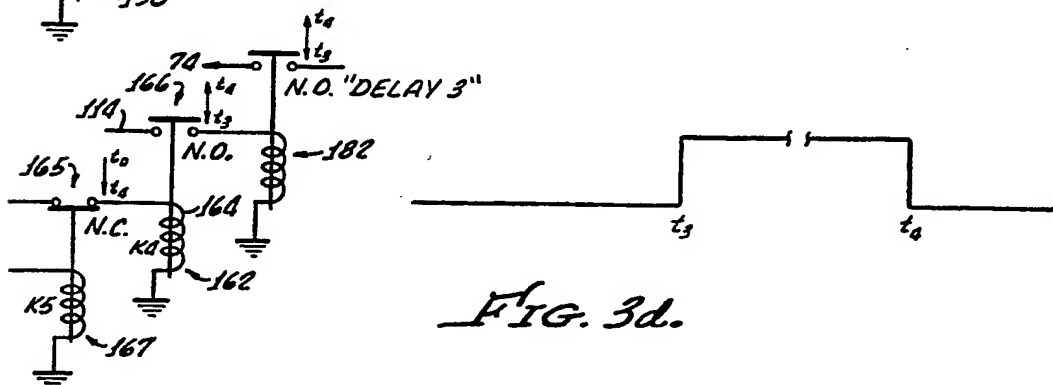 t4
t3
74
N.O. "DELAY 3"
166
t4
t3
114
N.O.
182
165
t0
t4
N.C.
164
K4
162
K5
167
t3
t4
FIG. 3d.